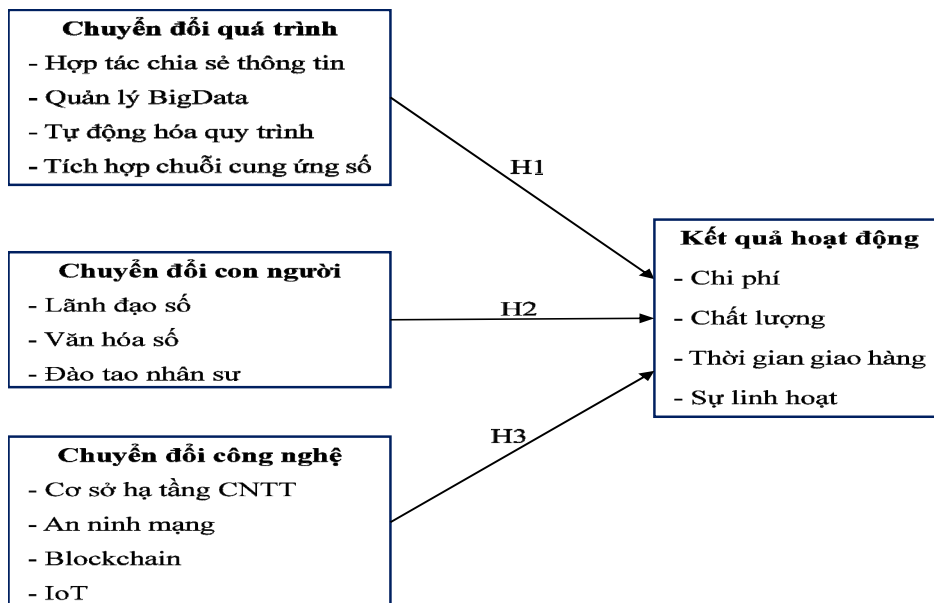 Chuyển đổi quá trình
- Hợp tác chia sẻ thông tin
- Quản lý BigData
- Tự động hóa quy trình
- Tích hợp chuỗi cung ứng số
H1
Chuyển đổi con người
- Lãnh đạo số
- Văn hóa số
- Đào tao nhân sư
H2
Chuyển đổi công nghệ
- Cơ sở hạ tầng CNTT
- An ninh mạng
- Blockchain
- IoT
H3
Kết quả hoạt động
- Chi phí
- Chất lượng
- Thời gian giao hàng
- Sự linh hoạt